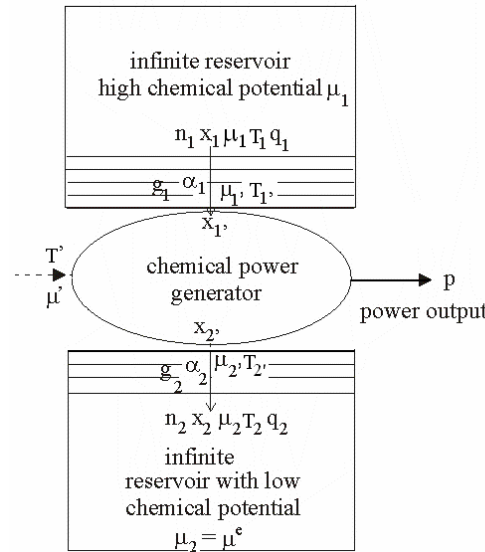 infinite reservoir
high chemical potential μ₁
n₁ x₁ μ₁ T₁ q₁
g₁ α₁ μ₁' T₁'
x₁'
T'
μ'
chemical power
generator
p
power output
x₂'
g₂ α₂ μ₂' T₂'
n₂ x₂ μ₂ T₂ q₂
infinite
reservoir with low
chemical potential
μ₂ = μᵉ